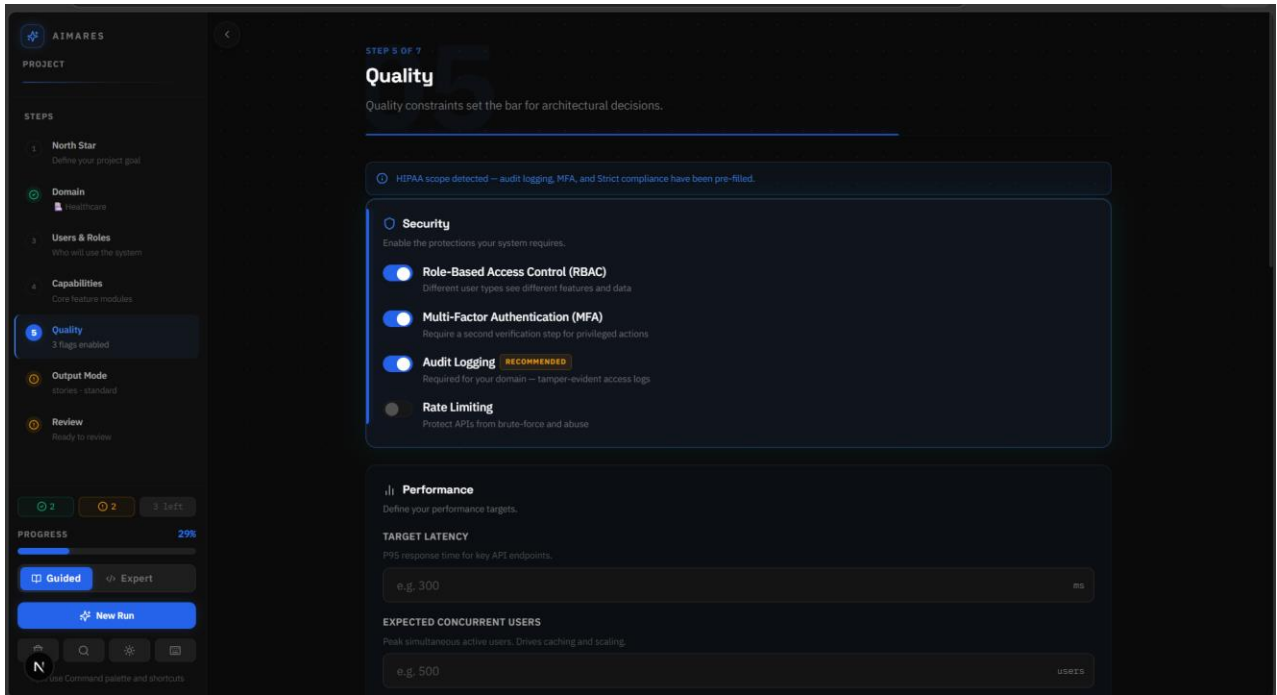 AIMARES
PROJECT
STEPS
1
North Star
Define your project goal
Domain
Healthcare
3
Users & Roles
Who will use the system
4
Capabilities
Core feature modules
5
Quality
3 flags enabled
Output Mode
stories · standard
Review
Ready to review
2
2
3 left
PROGRESS
29%
Guided
</> Expert
New Run
N
use Command palette and shortcuts
05
STEP 5 OF 7
Quality
Quality constraints set the bar for architectural decisions.
HIPAA scope detected — audit logging, MFA, and Strict compliance have been pre-filled.
Security
Enable the protections your system requires.
Role-Based Access Control (RBAC)
Different user types see different features and data
Multi-Factor Authentication (MFA)
Require a second verification step for privileged actions
Audit Logging RECOMMENDED
Required for your domain — tamper-evident access logs
Rate Limiting
Protect APIs from brute-force and abuse
Performance
Define your performance targets.
TARGET LATENCY
P95 response time for key API endpoints.
e.g. 300 ms
EXPECTED CONCURRENT USERS
Peak simultaneous active users. Drives caching and scaling.
e.g. 500 users